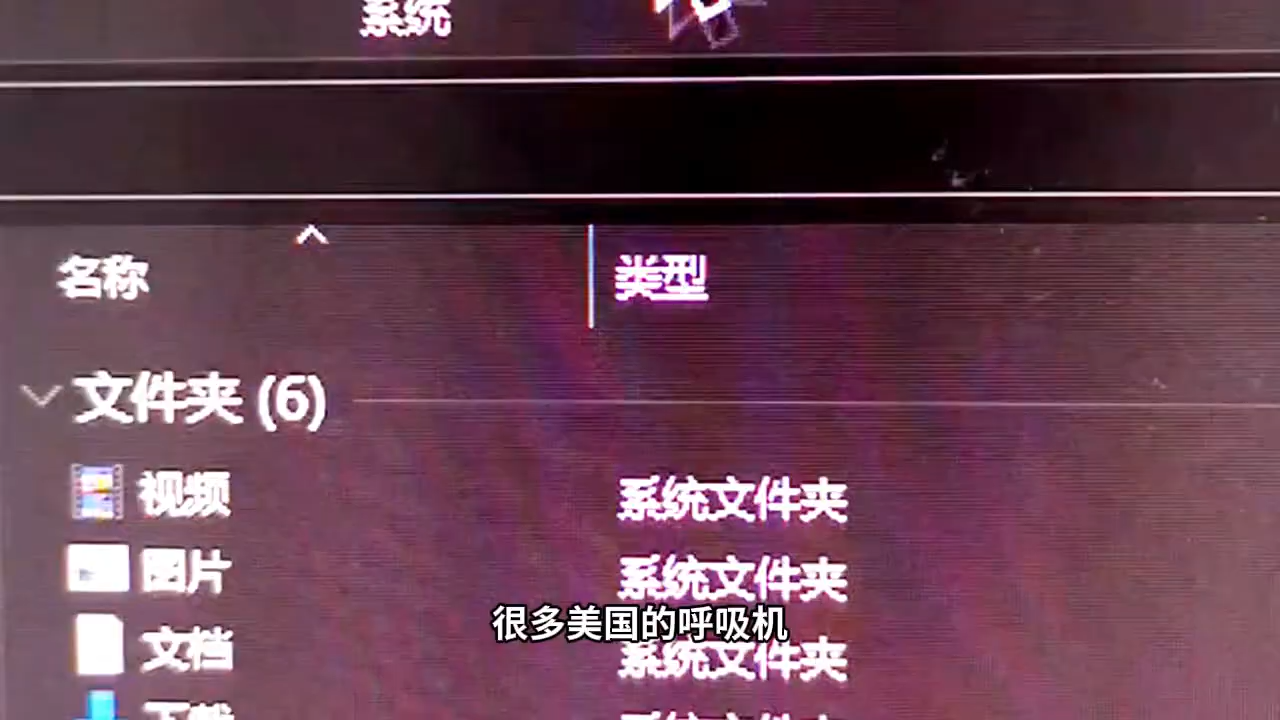 系统
名称 类型
文件夹 (6)
视频 系统文件夹
图片 系统文件夹
很多美国的呼吸机
文档 系统文件夹
下载